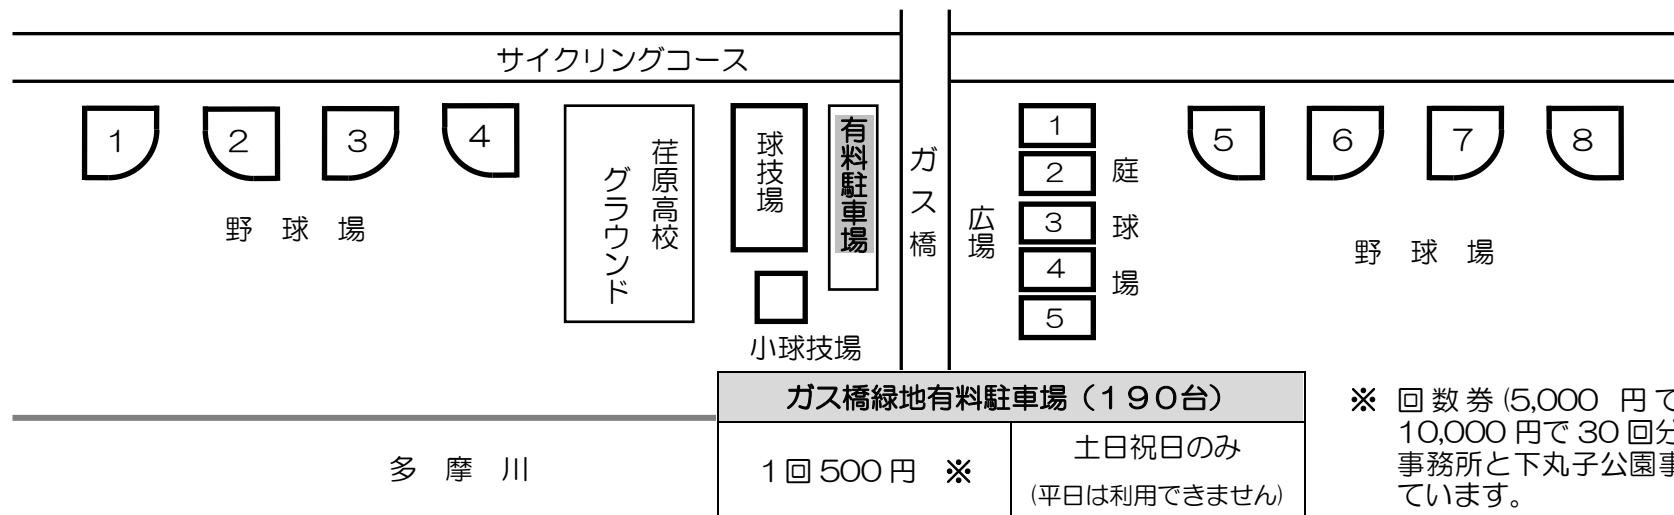 サイクリングコース
1
2
3
4
荏原高校
グラウンド
球技場
有料駐車場
小球技場
ガス橋
広場
1
2
3
4
5
庭球場
5
6
7
8
野球場
野球場
多摩川
ガス橋緑地有料駐車場（190台）
1回500円 ※
土日祝日のみ
(平日は利用できません)
※ 回数券(5,000 円で
10,000円で30回分
事務所と下丸子公園事
ています。